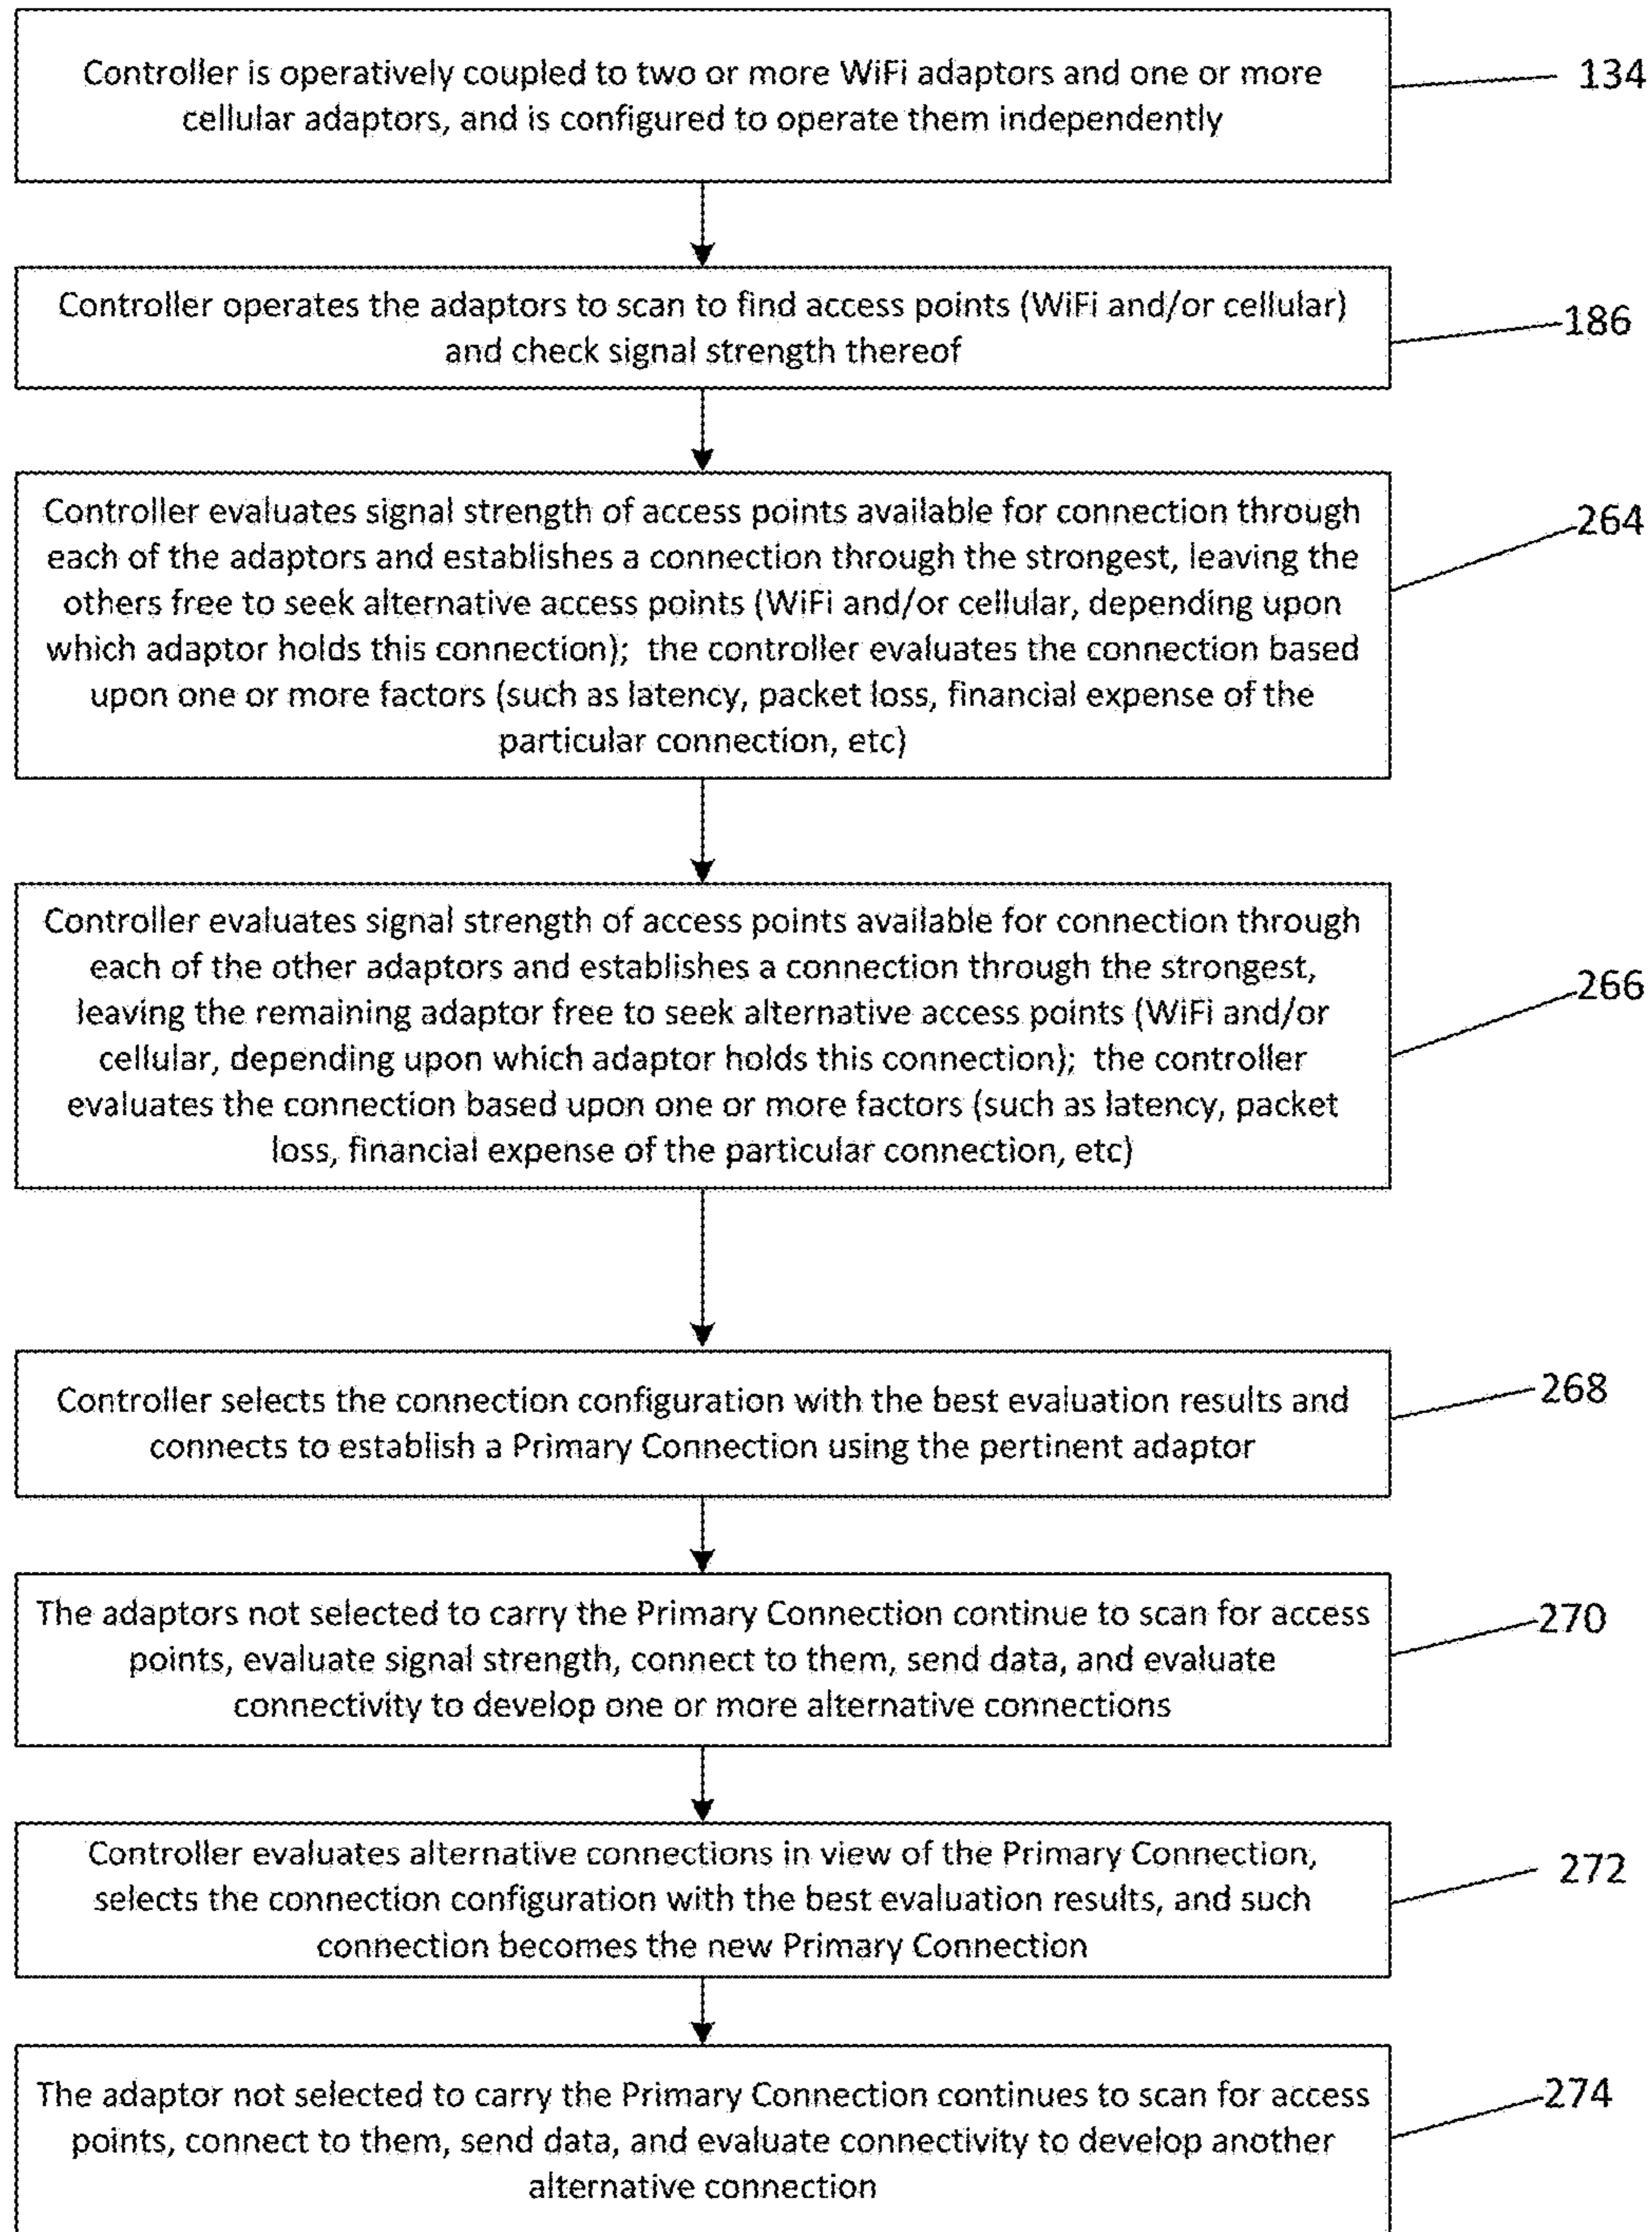 Controller is operatively coupled to two or more WiFi adaptors and one or more
cellular adaptors, and is configured to operate them independently
134
Controller operates the adaptors to scan to find access points (WiFi and/or cellular)
and check signal strength thereof
186
Controller evaluates signal strength of access points available for connection through
each of the adaptors and establishes a connection through the strongest, leaving the
others free to seek alternative access points (WiFi and/or cellular, depending upon
which adaptor holds this connection); the controller evaluates the connection based
upon one or more factors (such as latency, packet loss, financial expense of the
particular connection, etc)
264
Controller evaluates signal strength of access points available for connection through
each of the other adaptors and establishes a connection through the strongest,
leaving the remaining adaptor free to seek alternative access points (WiFi and/or
cellular, depending upon which adaptor holds this connection); the controller
evaluates the connection based upon one or more factors (such as latency, packet
loss, financial expense of the particular connection, etc)
266
Controller selects the connection configuration with the best evaluation results and
connects to establish a Primary Connection using the pertinent adaptor
268
The adaptors not selected to carry the Primary Connection continue to scan for access
points, evaluate signal strength, connect to them, send data, and evaluate
connectivity to develop one or more alternative connections
270
Controller evaluates alternative connections in view of the Primary Connection,
selects the connection configuration with the best evaluation results, and such
connection becomes the new Primary Connection
272
The adaptor not selected to carry the Primary Connection continues to scan for access
points, connect to them, send data, and evaluate connectivity to develop another
alternative connection
274